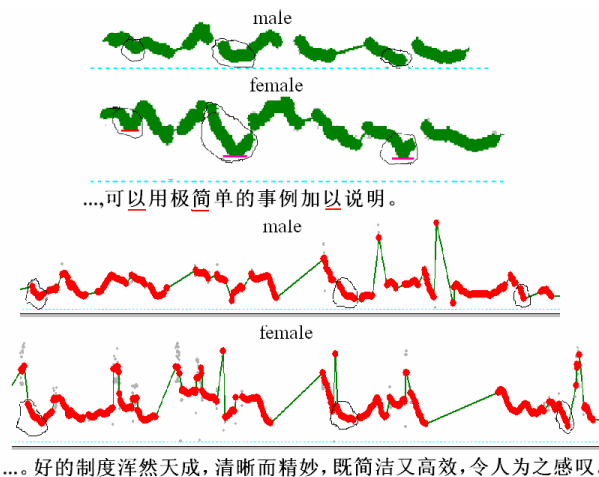 male
female
...,可以用极简单的事例加以说明。
male
female
...。好的制度浑然天成,清晰而精妙,既简洁又高效,令人为之感叹。